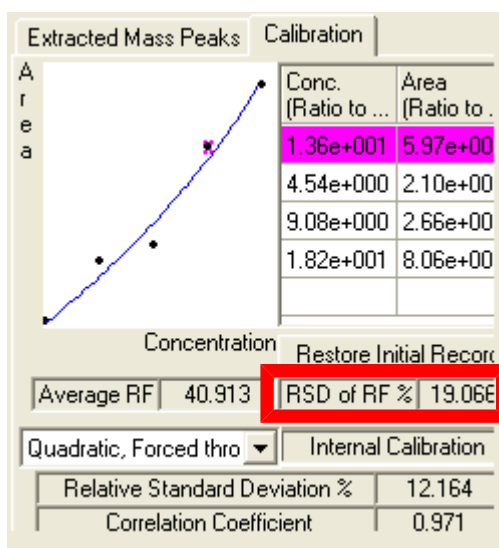 Extracted Mass Peaks Calibration
Area
Conc. (Ratio to ... Area (Ratio to .
1.36e+001 5.97e+00
4.54e+000 2.10e+00
9.08e+000 2.66e+00
1.82e+001 8.06e+00
Concentration
Restore Initial Record
Average RF 40.913 RSD of RF % 19.066
Quadratic, Forced thro Internal Calibration
Relative Standard Deviation % 12.164
Correlation Coefficient 0.971